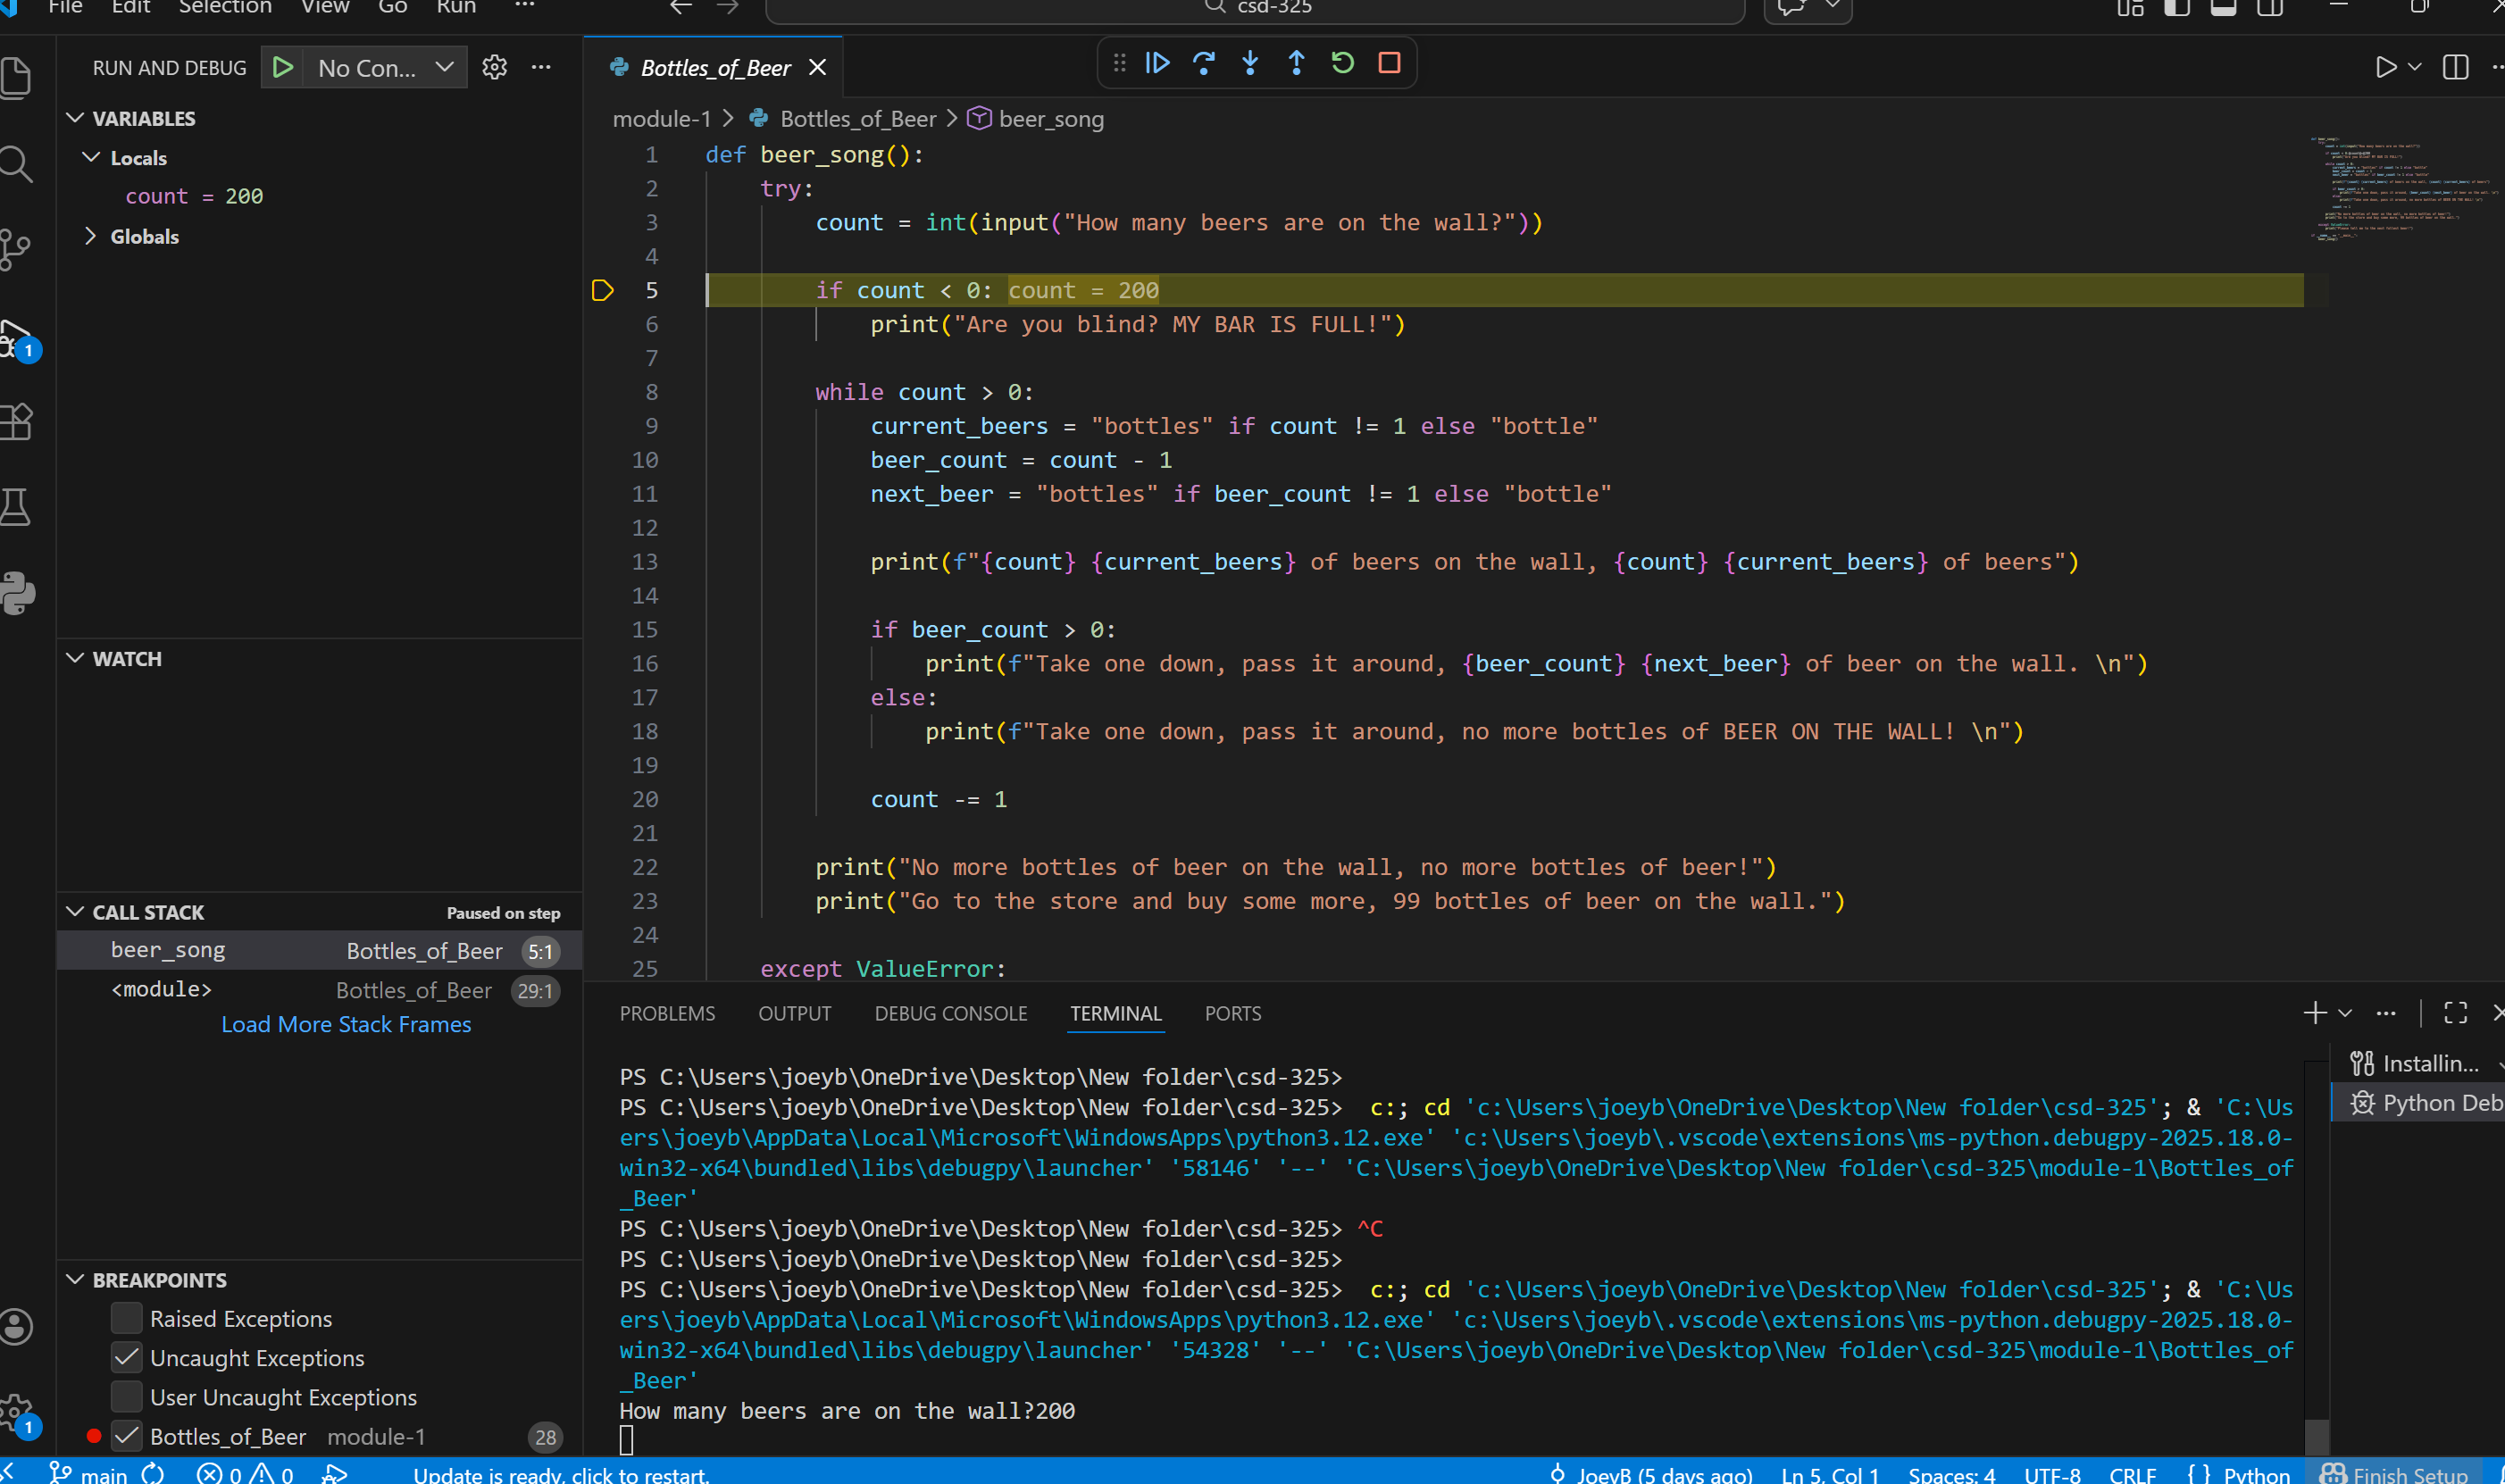 File Edit Selection View Go Run ... csd-325
RUN AND DEBUG No Con... ...
Bottles_of_Beer
VARIABLES
Locals
count = 200
Globals
WATCH
CALL STACK Paused on step
beer_song Bottles_of_Beer 5:1
<module> Bottles_of_Beer 29:1
Load More Stack Frames
BREAKPOINTS
Raised Exceptions
Uncaught Exceptions
User Uncaught Exceptions
Bottles_of_Beer module-1 28
1
1
module-1 > Bottles_of_Beer > beer_song
1 def beer_song():
2 try:
3 count = int(input("How many beers are on the wall?"))
4
5 if count < 0: count = 200
6 print("Are you blind? MY BAR IS FULL!")
7
8 while count > 0:
9 current_beers = "bottles" if count != 1 else "bottle"
10 beer_count = count - 1
11 next_beer = "bottles" if beer_count != 1 else "bottle"
12
13 print(f"{count} {current_beers} of beers on the wall, {count} {current_beers} of beers")
14
15 if beer_count > 0:
16 print(f"Take one down, pass it around, {beer_count} {next_beer} of beer on the wall. \n")
17 else:
18 print(f"Take one down, pass it around, no more bottles of BEER ON THE WALL! \n")
19
20 count -= 1
21
22 print("No more bottles of beer on the wall, no more bottles of beer!")
23 print("Go to the store and buy some more, 99 bottles of beer on the wall.")
24
25 except ValueError:
PROBLEMS OUTPUT DEBUG CONSOLE TERMINAL PORTS
PS C:\Users\joeyb\OneDrive\Desktop\New folder\csd-325>
PS C:\Users\joeyb\OneDrive\Desktop\New folder\csd-325> c:; cd 'c:\Users\joeyb\OneDrive\Desktop\New folder\csd-325'; & 'C:\Us
ers\joeyb\AppData\Local\Microsoft\WindowsApps\python3.12.exe' 'c:\Users\joeyb\.vscode\extensions\ms-python.debugpy-2025.18.0-
win32-x64\bundled\libs\debugpy\launcher' '58146' '--' 'C:\Users\joeyb\OneDrive\Desktop\New folder\csd-325\module-1\Bottles_of
_Beer'
PS C:\Users\joeyb\OneDrive\Desktop\New folder\csd-325> ^C
PS C:\Users\joeyb\OneDrive\Desktop\New folder\csd-325>
PS C:\Users\joeyb\OneDrive\Desktop\New folder\csd-325> c:; cd 'c:\Users\joeyb\OneDrive\Desktop\New folder\csd-325'; & 'C:\Us
ers\joeyb\AppData\Local\Microsoft\WindowsApps\python3.12.exe' 'c:\Users\joeyb\.vscode\extensions\ms-python.debugpy-2025.18.0-
win32-x64\bundled\libs\debugpy\launcher' '54328' '--' 'C:\Users\joeyb\OneDrive\Desktop\New folder\csd-325\module-1\Bottles_of
_Beer'
How many beers are on the wall?200
Installin...
Python Deb
main 0 0 Update is ready, click to restart. JoeyB (5 days ago) Ln 5, Col 1 Spaces: 4 UTF-8 CRLF { } Python Finish Setup